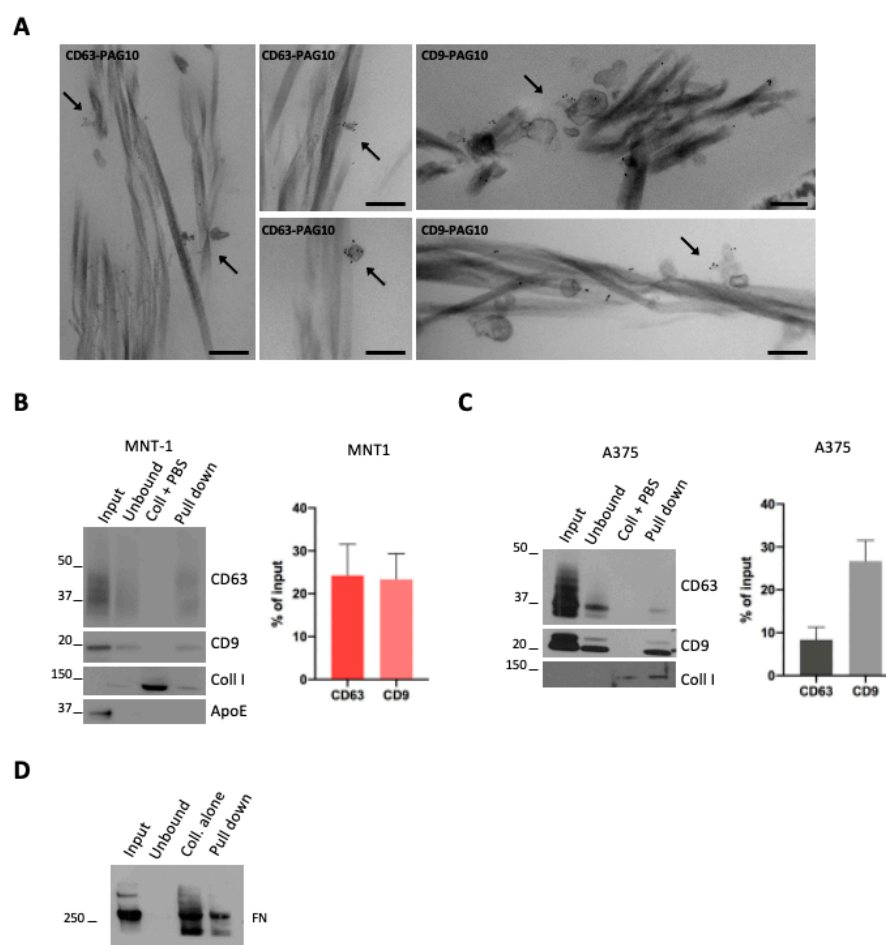 A
CD63-PAG10
CD63-PAG10
CD9-PAG10
CD63-PAG10
CD9-PAG10
B
MNT-1
Input
Unbound
Coll + PBS
Pull down
50
37
CD63
20
CD9
150
Coll I
37
ApoE
MNT1
% of input
40
30
20
10
0
CD63
CD9
C
A375
Input
Unbound
Coll + PBS
Pull down
50
37
CD63
20
CD9
150
Coll I
A375
% of input
40
30
20
10
0
CD63
CD9
D
Input
Unbound
Coll. alone
Pull down
250
FN